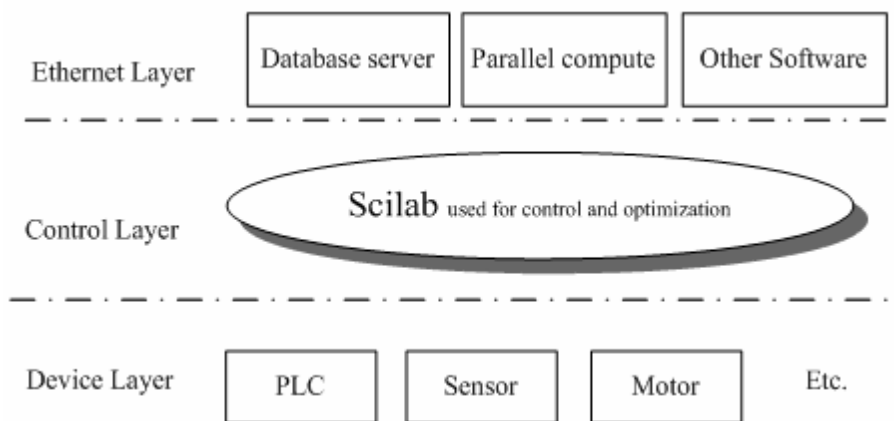 Ethernet Layer
Database server
Parallel compute
Other Software
Control Layer
Scilab used for control and optimization
Device Layer
PLC
Sensor
Motor
Etc.